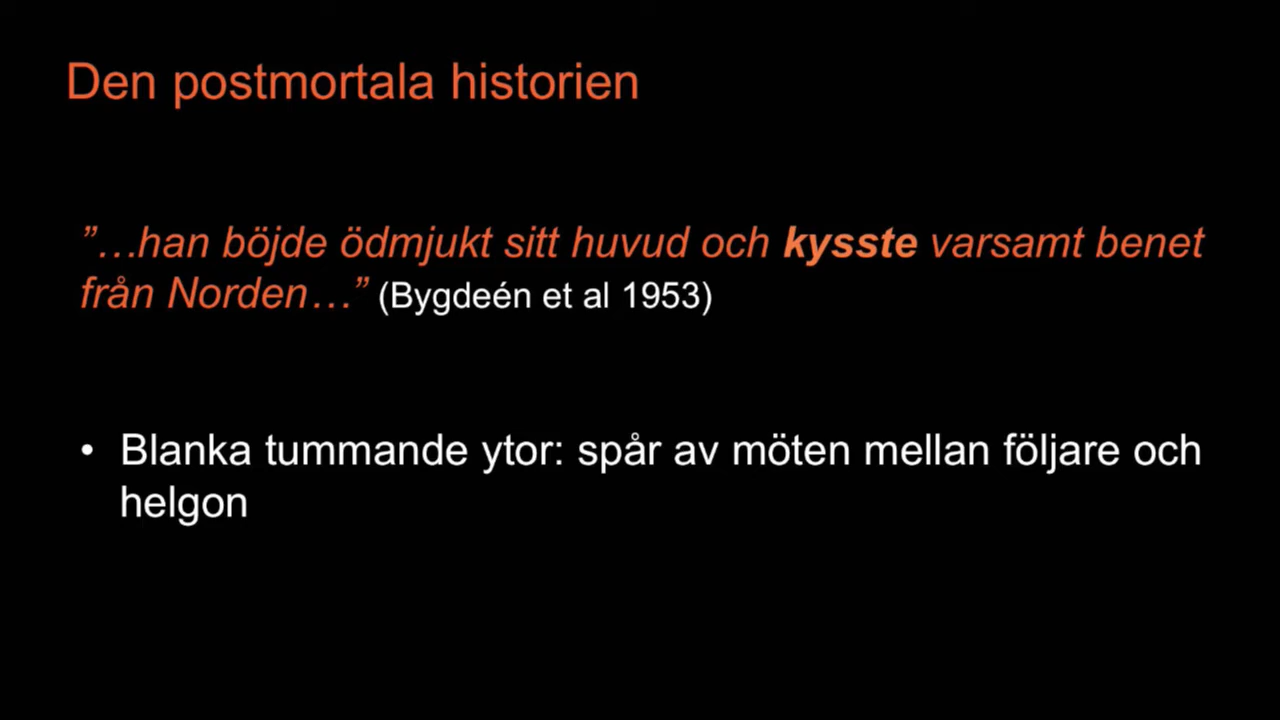 Den postmortala historien
”…han böjde ödmjukt sitt huvud och kysste varsamt benet
från Norden…” (Bygdeén et al 1953)
• Blanka tummande ytor: spår av möten mellan följare och
helgon